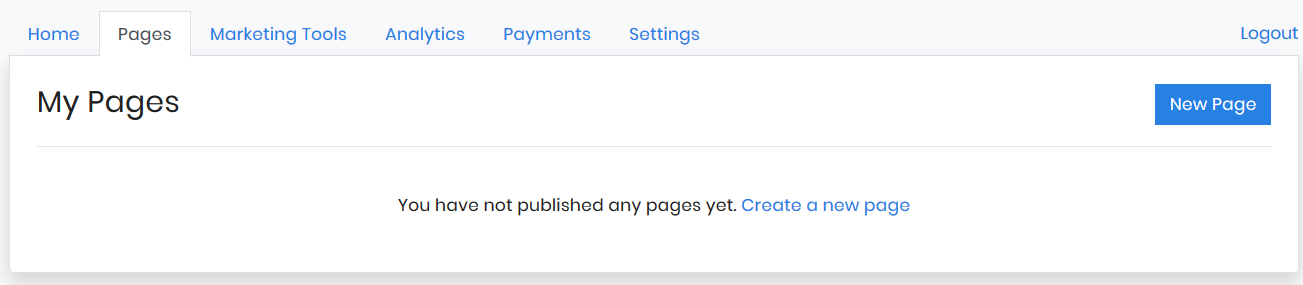 Home Pages Marketing Tools Analytics Payments Settings Logout
My Pages New Page
You have not published any pages yet. Create a new page